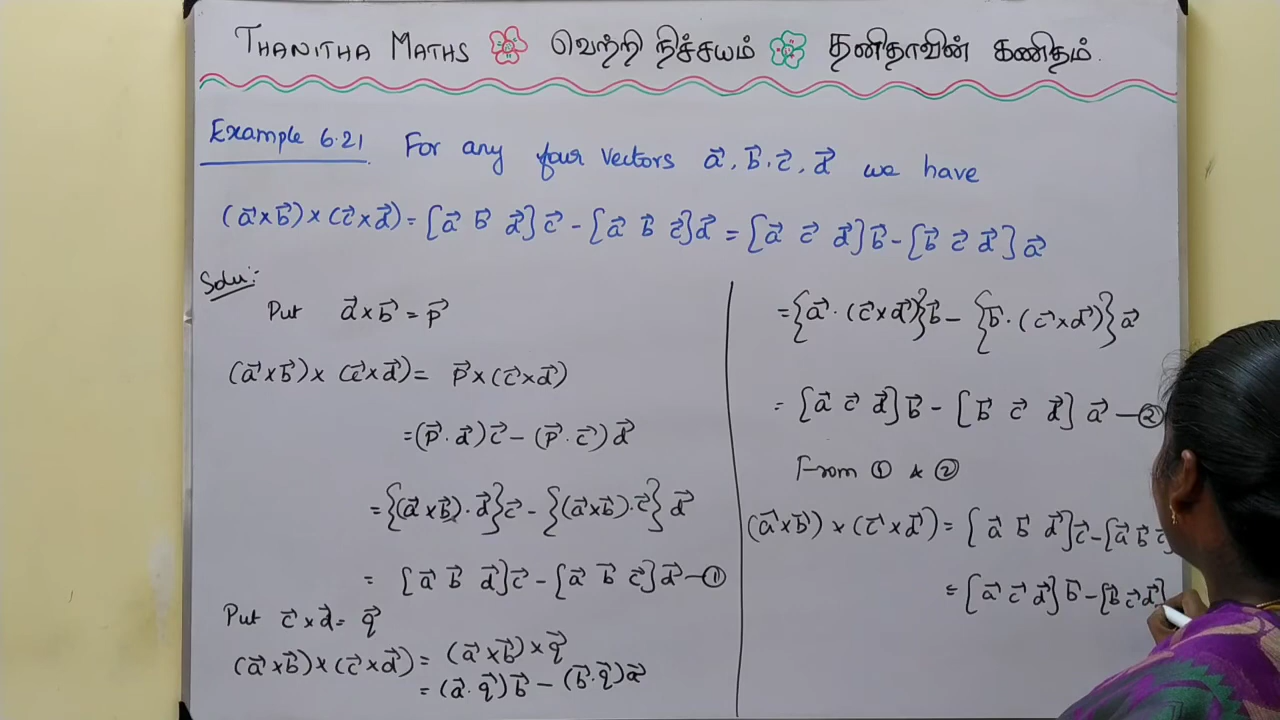 THANITHA MATHS வெற்றி நிச்சயம் தனிதாவின் கணிதம்.
Example 6.21 For any four vectors a⃗, b⃗, c⃗, d⃗ we have
(a⃗×b⃗)×(c⃗×d⃗)=[a⃗ b⃗ d⃗]c⃗-[a⃗ b⃗ c⃗]d⃗=[a⃗ c⃗ d⃗]b⃗-[b⃗ c⃗ d⃗]a⃗
Solu:-
Put a⃗×b⃗=p⃗
(a⃗×b⃗)×(c⃗×d⃗)= p⃗×(c⃗×d⃗)
=(p⃗.d⃗)c⃗-(p⃗.c⃗)d⃗
={(a⃗×b⃗).d⃗}c⃗-{(a⃗×b⃗).c⃗}d⃗
= [a⃗ b⃗ d⃗]c⃗-[a⃗ b⃗ c⃗]d⃗—①
Put c⃗×d⃗= q⃗
(a⃗×b⃗)×(c⃗×d⃗)= (a⃗×b⃗)×q⃗
=(a⃗.q⃗)b⃗-(b⃗.q⃗)a⃗
={a⃗.(c⃗×d⃗)}b⃗-{b⃗.(c⃗×d⃗)}a⃗
= [a⃗ c⃗ d⃗]b⃗-[b⃗ c⃗ d⃗]a⃗—②
From ① & ②
(a⃗×b⃗)×(c⃗×d⃗)=[a⃗ b⃗ d⃗]c⃗-[a⃗ b⃗ c⃗]
=[a⃗ c⃗ d⃗]b⃗-[b⃗ c⃗ d⃗]